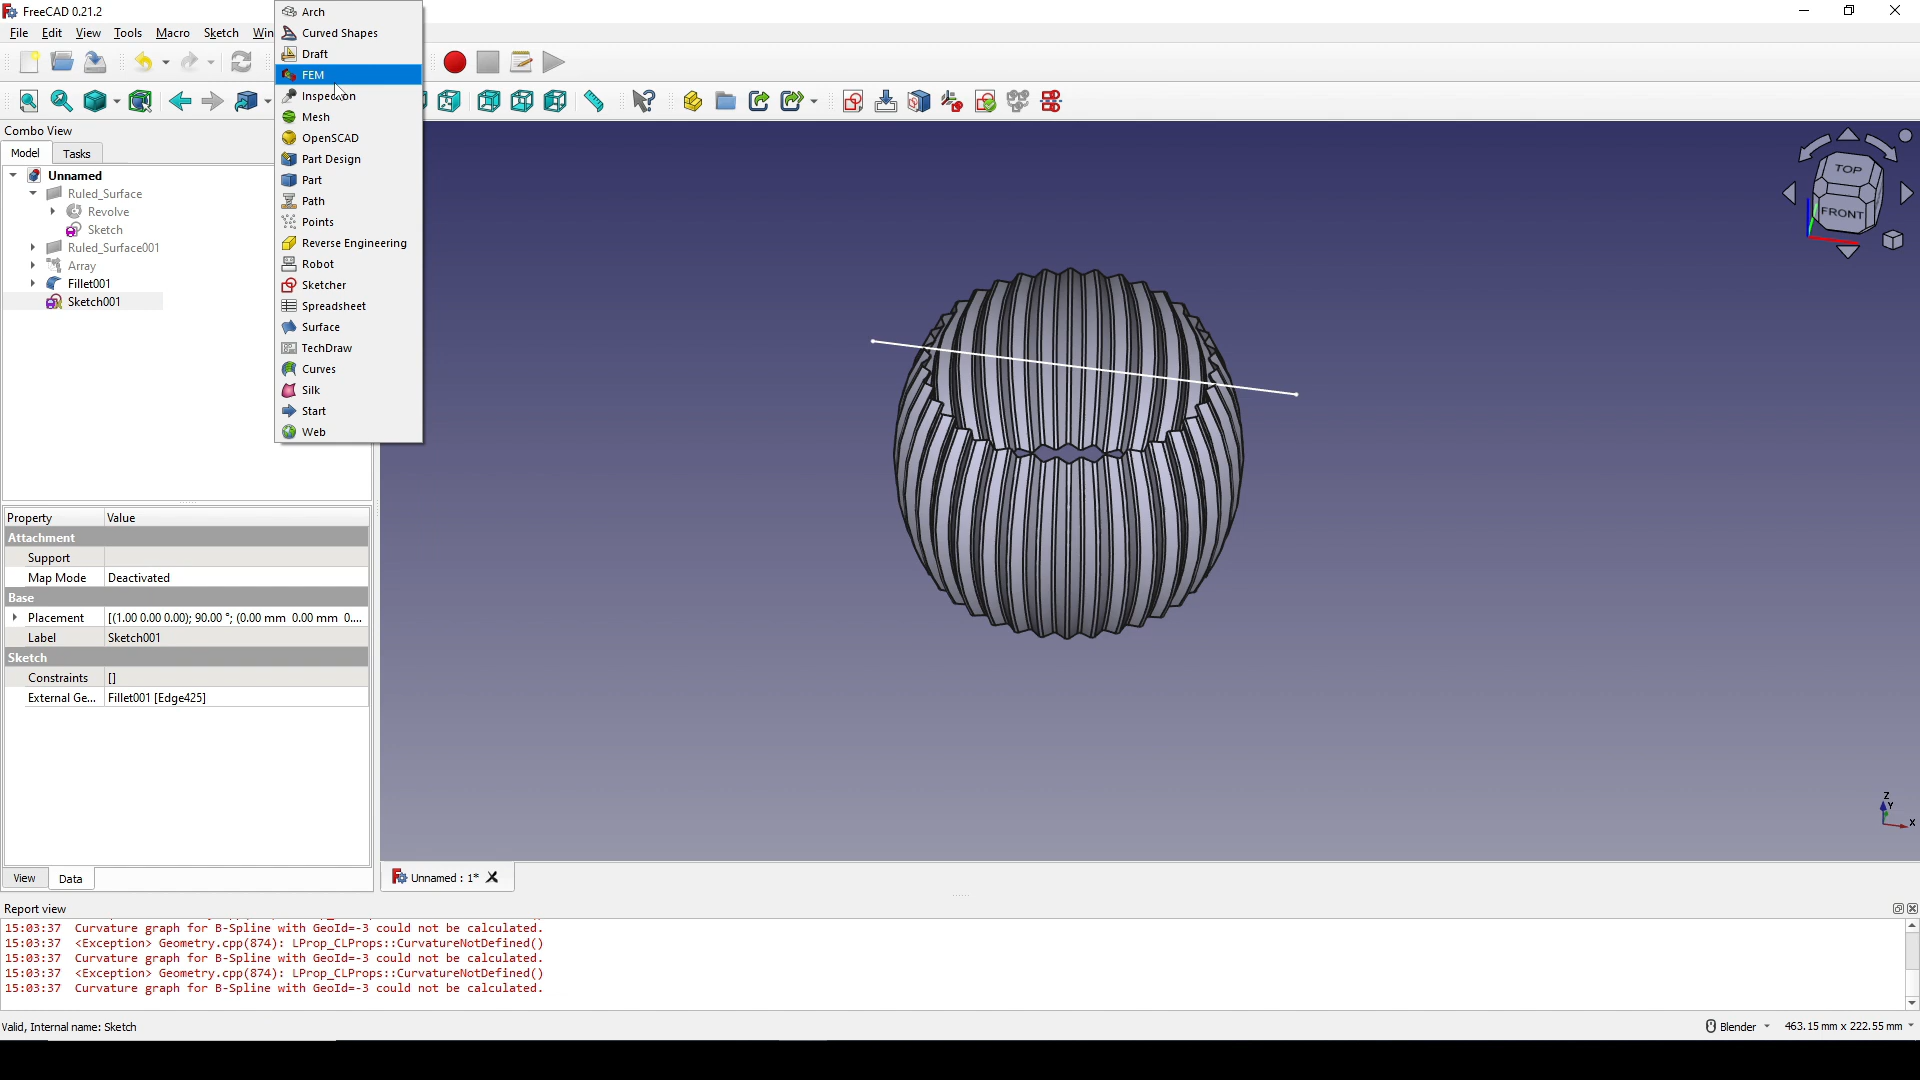 FreeCAD 0.21.2
File Edit View Tools Macro Sketch Win
Arch
Curved Shapes
Draft
FEM
Inspection
Mesh
OpenSCAD
Part Design
Part
Path
Points
Reverse Engineering
Robot
Sketcher
Spreadsheet
Surface
TechDraw
Curves
Silk
Start
Web
Combo View
Model Tasks
Unnamed
Ruled_Surface
Revolve
Sketch
Ruled_Surface001
Array
Fillet001
Sketch001
Property Value
Attachment
Support
Map Mode Deactivated
Base
Placement [(1.00 0.00 0.00); 90.00 °; (0.00 mm 0.00 mm 0....
Label Sketch001
Sketch
Constraints []
External Ge... Fillet001 [Edge425]
View Data
TOP
FRONT
Z
Y
X
Unnamed : 1*
Report view
15:03:37 Curvature graph for B-Spline with GeoId=-3 could not be calculated.
15:03:37 <Exception> Geometry.cpp(874): LProp_CLProps::CurvatureNotDefined()
15:03:37 Curvature graph for B-Spline with GeoId=-3 could not be calculated.
15:03:37 <Exception> Geometry.cpp(874): LProp_CLProps::CurvatureNotDefined()
15:03:37 Curvature graph for B-Spline with GeoId=-3 could not be calculated.
Valid, Internal name: Sketch
Blender 463.15 mm x 222.55 mm